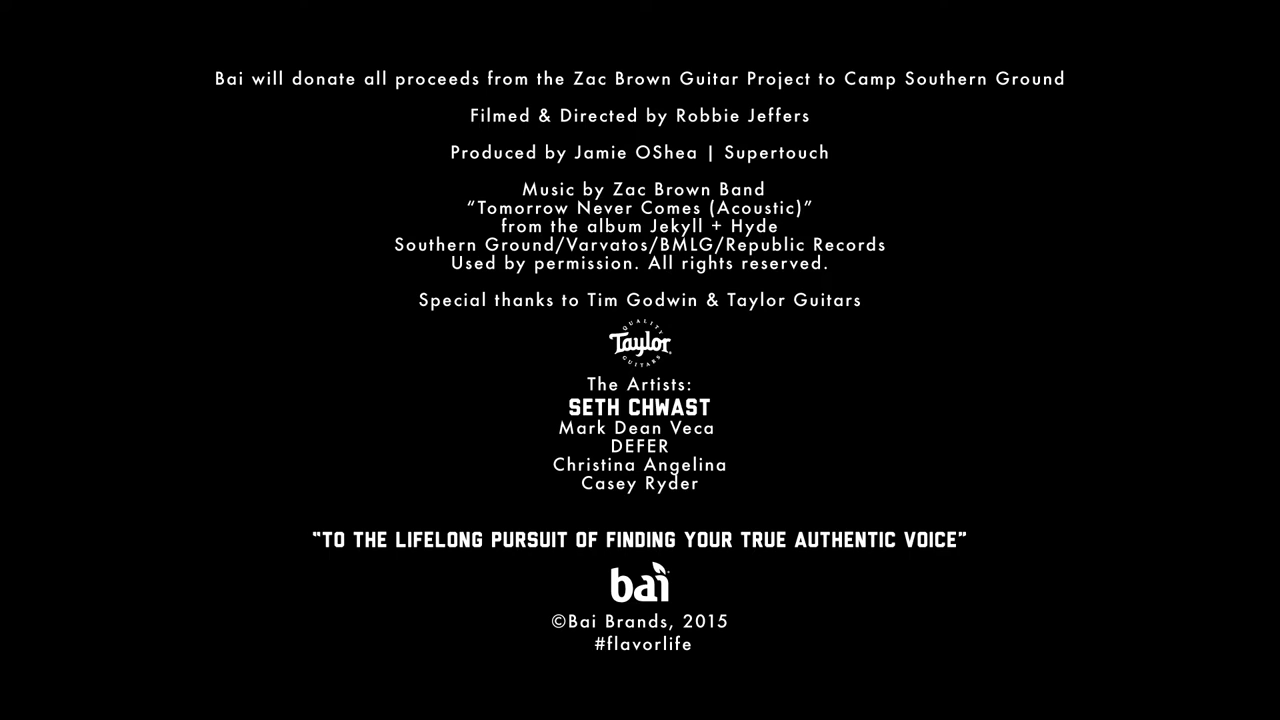 Bai will donate all proceeds from the Zac Brown Guitar Project to Camp Southern Ground
Filmed & Directed by Robbie Jeffers
Produced by Jamie OShea | Supertouch
Music by Zac Brown Band
“Tomorrow Never Comes (Acoustic)”
from the album Jekyll + Hyde
Southern Ground/Varvatos/BMLG/Republic Records
Used by permission. All rights reserved.
Special thanks to Tim Godwin & Taylor Guitars
QUALITY
Taylor
GUITARS
The Artists:
SETH CHWAST
Mark Dean Veca
DEFER
Christina Angelina
Casey Ryder
“TO THE LIFELONG PURSUIT OF FINDING YOUR TRUE AUTHENTIC VOICE”
bai
©Bai Brands, 2015
#flavorlife